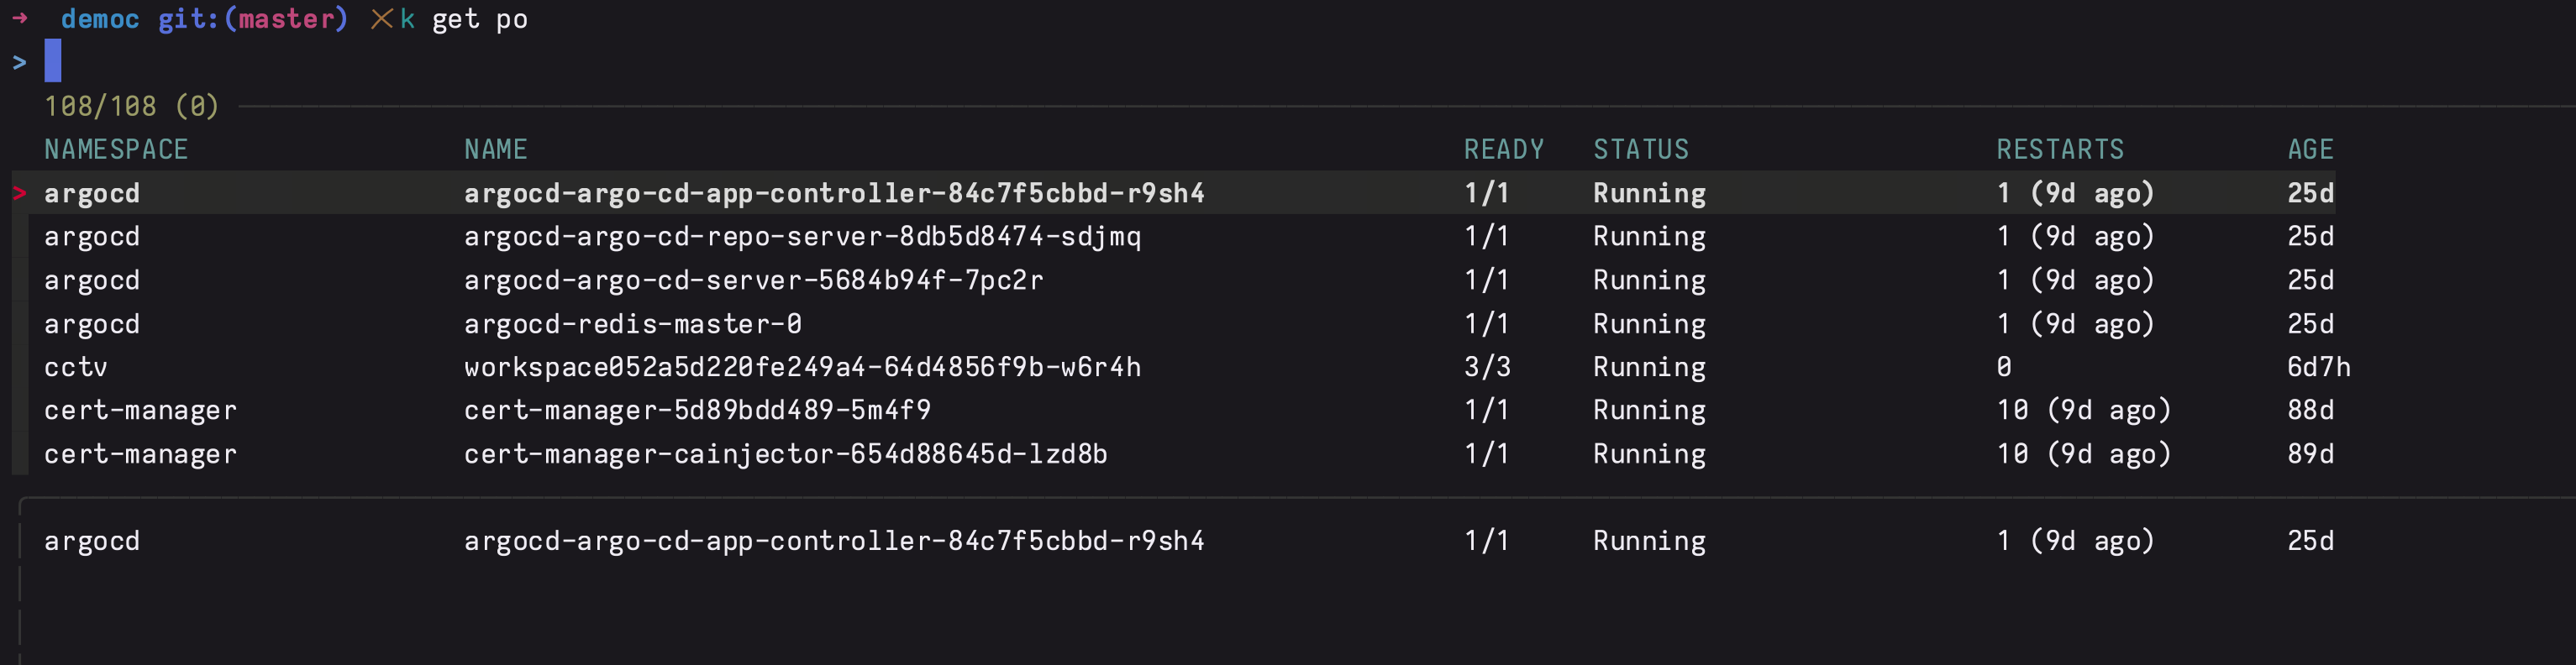 → democ git:(master) ✗ k get po
>
108/108 (0)
NAMESPACE NAME READY STATUS RESTARTS AGE
> argocd argocd-argo-cd-app-controller-84c7f5cbbd-r9sh4 1/1 Running 1 (9d ago) 25d
argocd argocd-argo-cd-repo-server-8db5d8474-sdjmq 1/1 Running 1 (9d ago) 25d
argocd argocd-argo-cd-server-5684b94f-7pc2r 1/1 Running 1 (9d ago) 25d
argocd argocd-redis-master-0 1/1 Running 1 (9d ago) 25d
cctv workspace052a5d220fe249a4-64d4856f9b-w6r4h 3/3 Running 0 6d7h
cert-manager cert-manager-5d89bdd489-5m4f9 1/1 Running 10 (9d ago) 88d
cert-manager cert-manager-cainjector-654d88645d-lzd8b 1/1 Running 10 (9d ago) 89d
argocd argocd-argo-cd-app-controller-84c7f5cbbd-r9sh4 1/1 Running 1 (9d ago) 25d